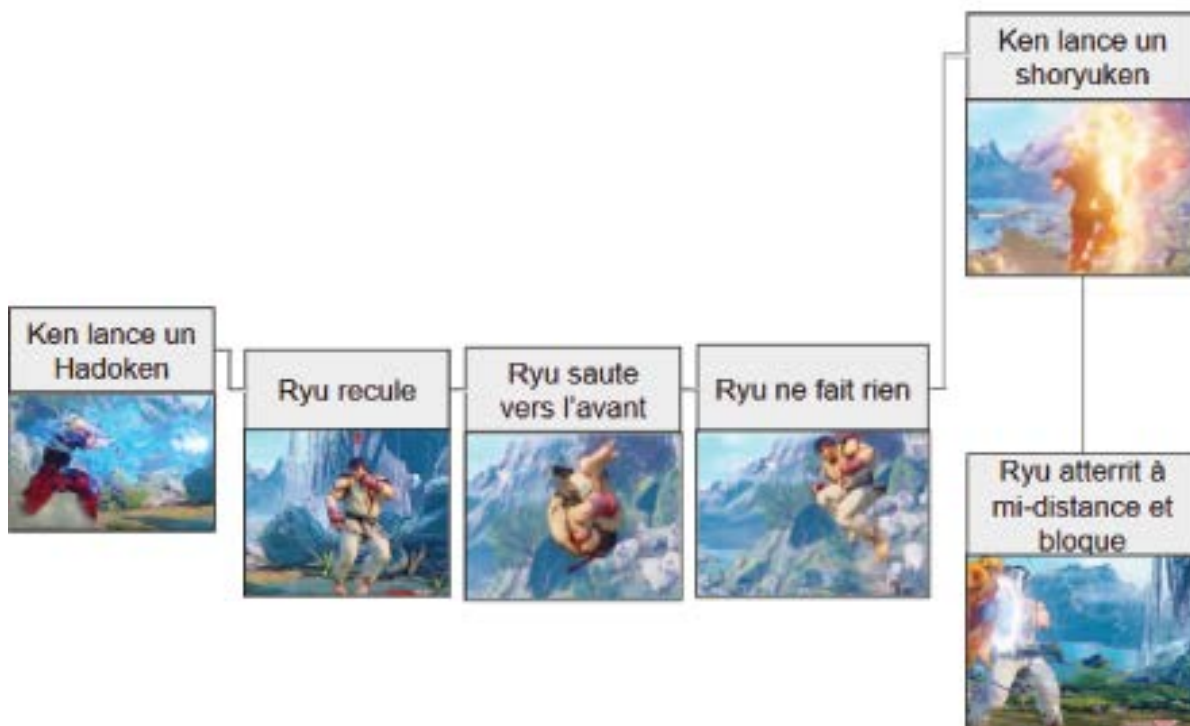 Ken lance un
Hadoken
Ryu recule
Ryu saute
vers l'avant
Ryu ne fait rien
Ken lance un
shoryuken
Ryu atterrit à
mi-distance et
bloque